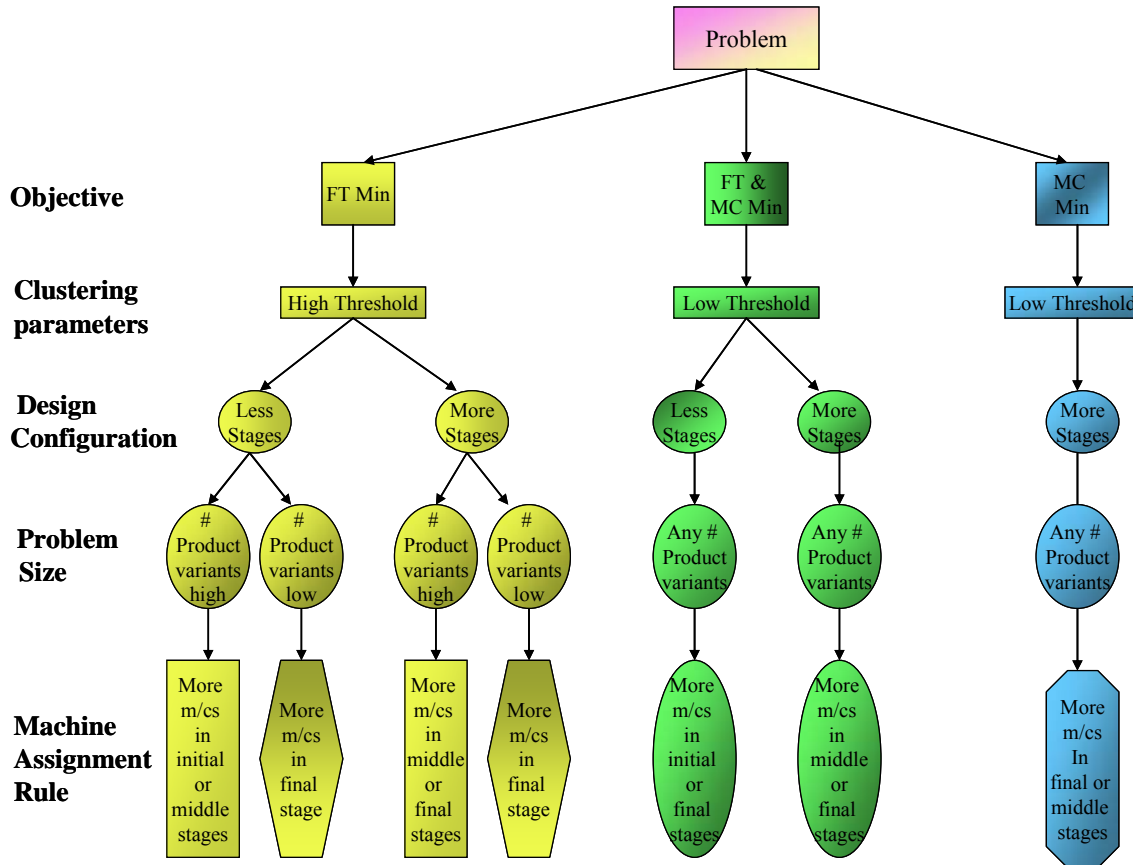 Problem
Objective
FT Min
FT &
MC Min
MC
Min
Clustering
parameters
High Threshold
Low Threshold
Low Threshold
Design
Configuration
Less
Stages
More
Stages
Less
Stages
More
Stages
More
Stages
Problem
Size
#
Product
variants
high
#
Product
variants
low
#
Product
variants
high
#
Product
variants
low
Any #
Product
variants
Any #
Product
variants
Any #
Product
variants
Machine
Assignment
Rule
More
m/cs
in
initial
or
middle
stages
More
m/cs
in
final
stage
More
m/cs
in
middle
or
final
stages
More
m/cs
in
final
stage
More
m/cs
in
initial
or
final
stages
More
m/cs
in
middle
or
final
stages
More
m/cs
In
final or
middle
stages